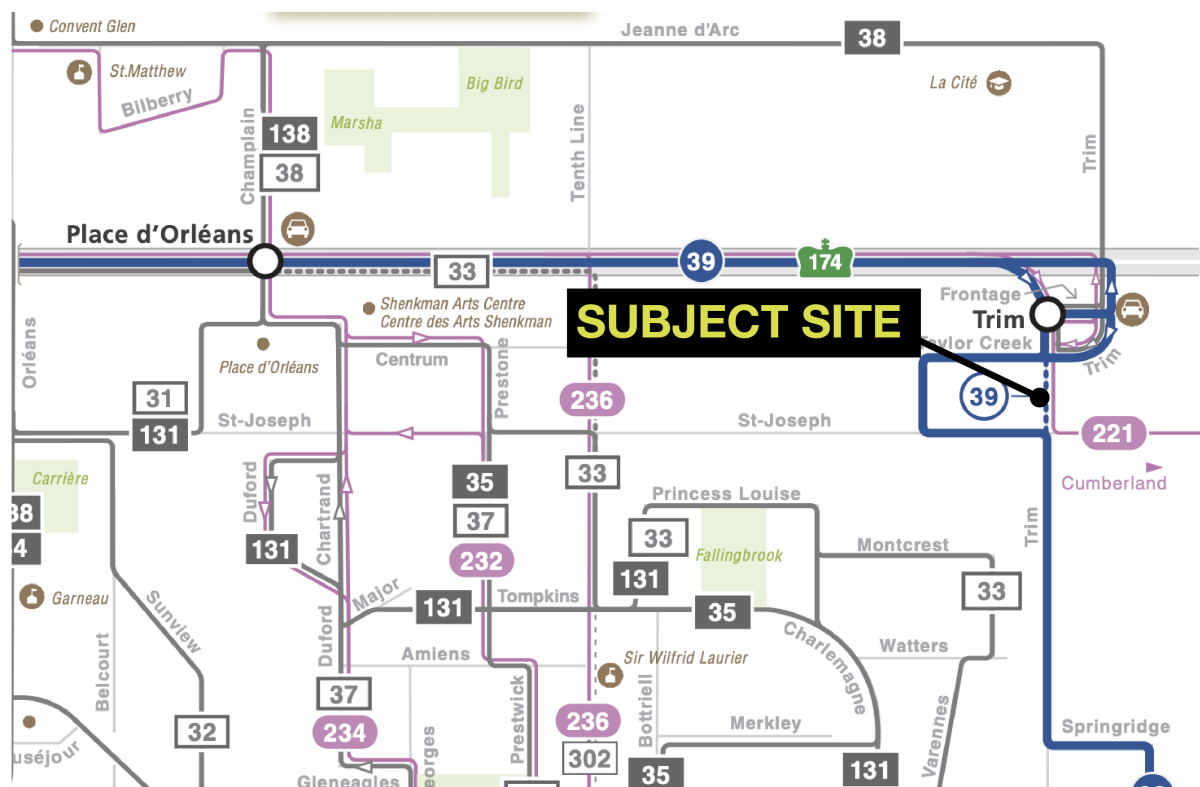 Convent Glen
Jeanne d'Arc
38
St.Matthew
Bilberry
Big Bird
La Cité
Marsha
Champlain
138
38
Tenth Line
Trim
Place d'Orléans
33
39
174
Frontage
Trim
Shenkman Arts Centre
Centre des Arts Shenkman
SUBJECT SITE
Taylor Creek
Trim
Orléans
Place d'Orléans
Centrum
Prestone
31
131
St-Joseph
236
St-Joseph
39
221
Cumberland
Carrière
Duford
Chartrand
35
37
232
33
Princess Louise
33
Fallingbrook
Montcrest
Trim
131
131
33
Garneau
Sunview
Major
131
Tompkins
35
Charlemagne
Watters
Belcourt
Duford
Amiens
Sir Wilfrid Laurier
37
234
32
Prestwick
236
302
Bottriell
Merkley
35
131
Varennes
Springridge
Gleneagles